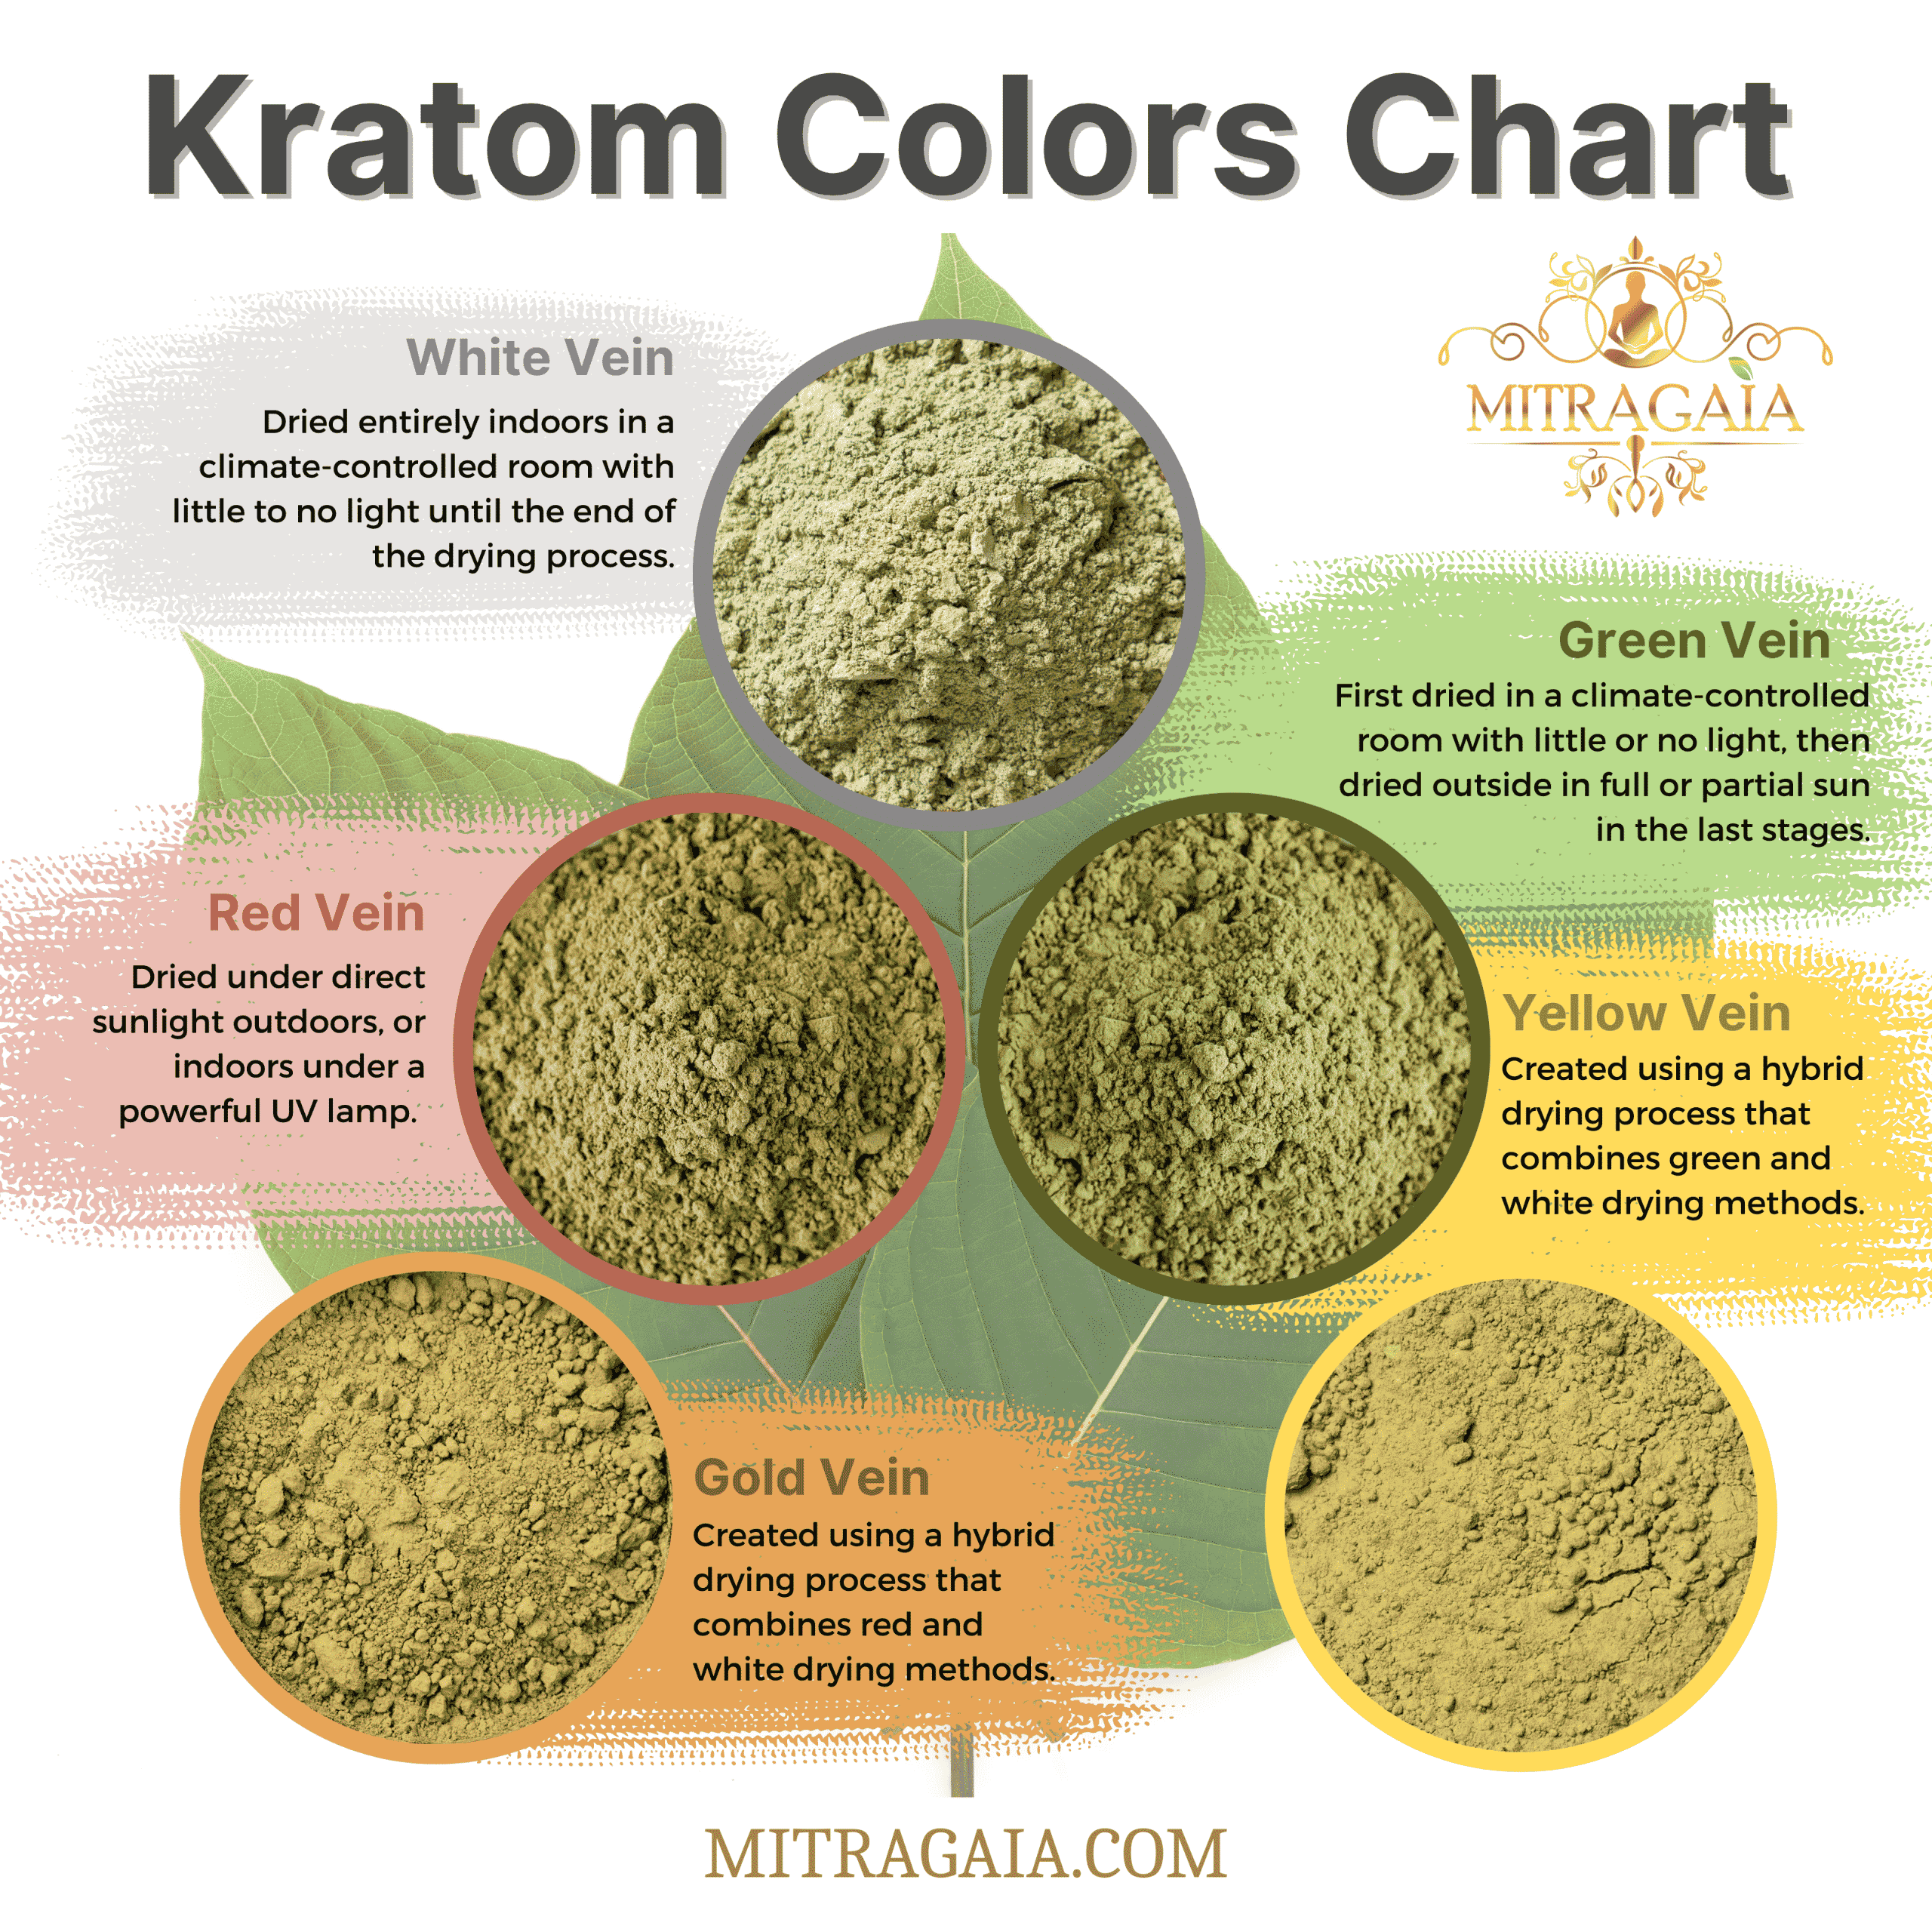 Kratom Colors Chart
MITRAGAIA
White Vein
Dried entirely indoors in a
climate-controlled room with
little to no light until the end of
the drying process.
Green Vein
First dried in a climate-controlled
room with little or no light, then
dried outside in full or partial sun
in the last stages.
Red Vein
Dried under direct
sunlight outdoors, or
indoors under a
powerful UV lamp.
Yellow Vein
Created using a hybrid
drying process that
combines green and
white drying methods.
Gold Vein
Created using a hybrid
drying process that
combines red and
white drying methods.
MITRAGAIA.COM